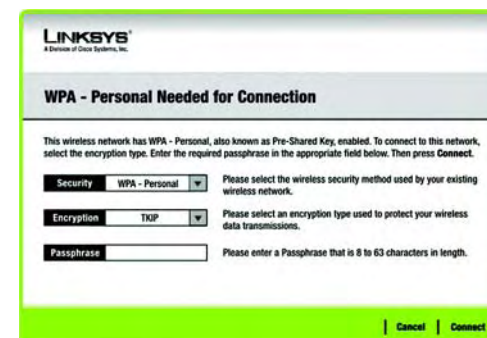 LINKSYS®
A Division of Cisco Systems, Inc.
WPA - Personal Needed for Connection
This wireless network has WPA - Personal, also known as Pre-Shared Key, enabled. To connect to this network,
select the encryption type. Enter the required passphrase in the appropriate field below. Then press Connect.
Security WPA - Personal Please select the wireless security method used by your existing
wireless network.
Encryption TKIP Please select an encryption type used to protect your wireless
data transmissions.
Passphrase Please enter a Passphrase that is 8 to 63 characters in length.
Cancel Connect